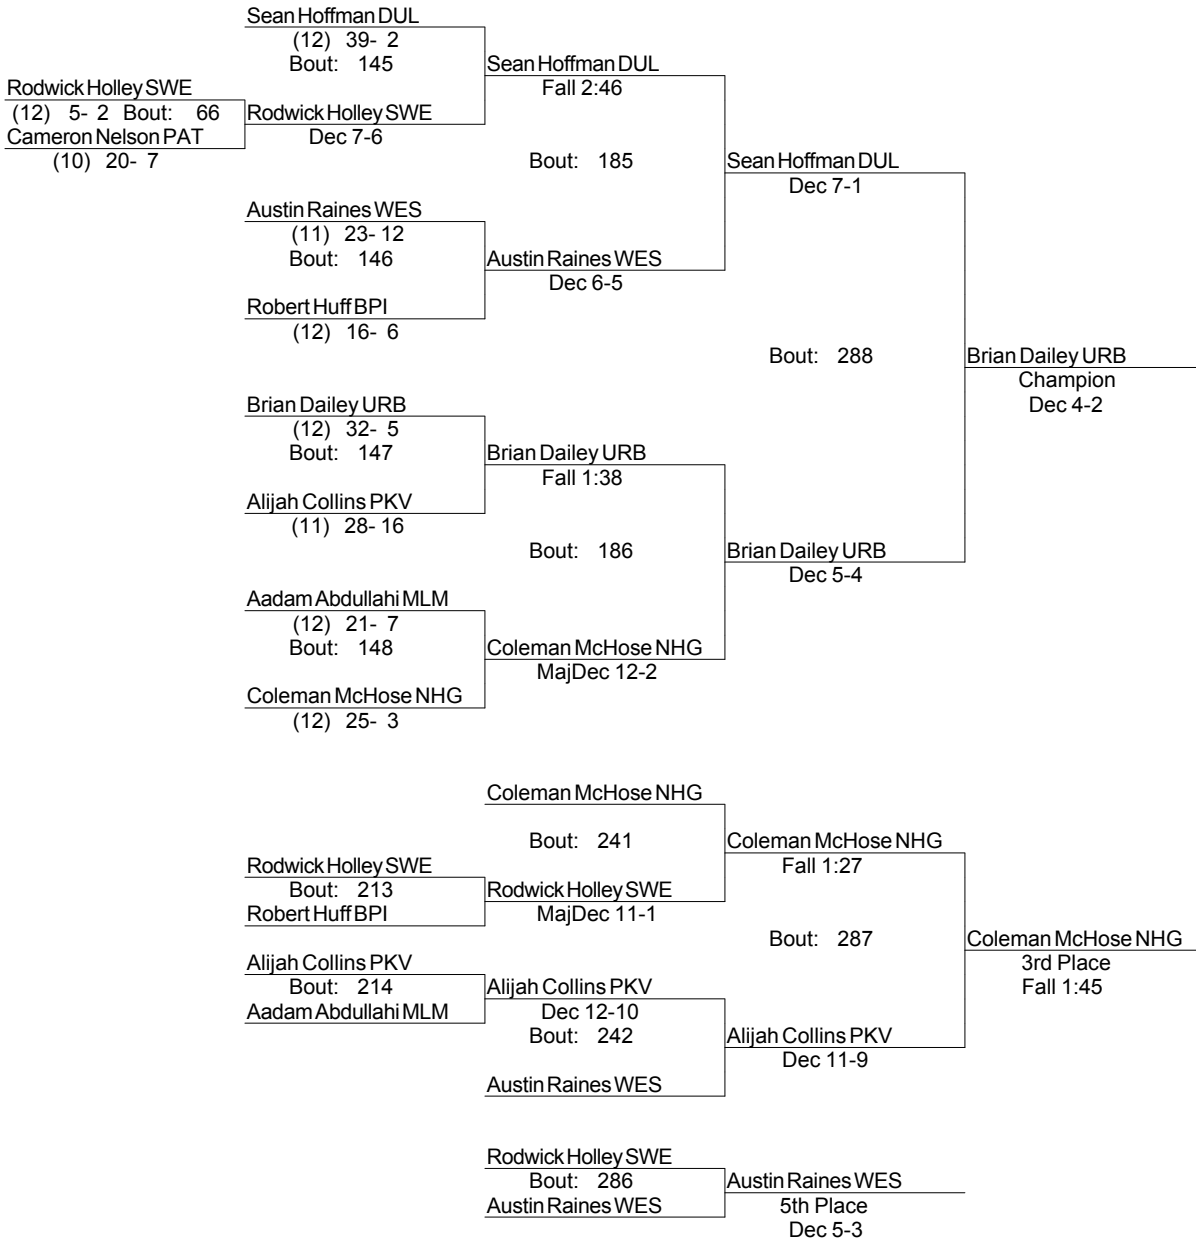 Sean Hoffman DUL
(12) 39- 2
Bout: 145
Sean Hoffman DUL
Fall 2:46
Rodwick Holley SWE
(12) 5- 2 Bout: 66
Rodwick Holley SWE
Cameron Nelson PAT
Dec 7-6
(10) 20- 7
Bout: 185
Sean Hoffman DUL
Dec 7-1
Austin Raines WES
(11) 23- 12
Bout: 146
Austin Raines WES
Dec 6-5
Robert Huff BPI
(12) 16- 6
Bout: 288
Brian Dailey URB
Champion
Dec 4-2
Brian Dailey URB
(12) 32- 5
Bout: 147
Brian Dailey URB
Fall 1:38
Alijah Collins PKV
(11) 28- 16
Bout: 186
Brian Dailey URB
Dec 5-4
Aadam Abdullahi MLM
(12) 21- 7
Bout: 148
Coleman McHose NHG
MajDec 12-2
Coleman McHose NHG
(12) 25- 3
Coleman McHose NHG
Bout: 241
Coleman McHose NHG
Fall 1:27
Rodwick Holley SWE
Bout: 213
Rodwick Holley SWE
Robert Huff BPI
MajDec 11-1
Bout: 287
Coleman McHose NHG
3rd Place
Fall 1:45
Alijah Collins PKV
Bout: 214
Alijah Collins PKV
Aadam Abdullahi MLM
Dec 12-10
Bout: 242
Alijah Collins PKV
Dec 11-9
Austin Raines WES
Rodwick Holley SWE
Bout: 286
Austin Raines WES
Austin Raines WES
5th Place
Dec 5-3